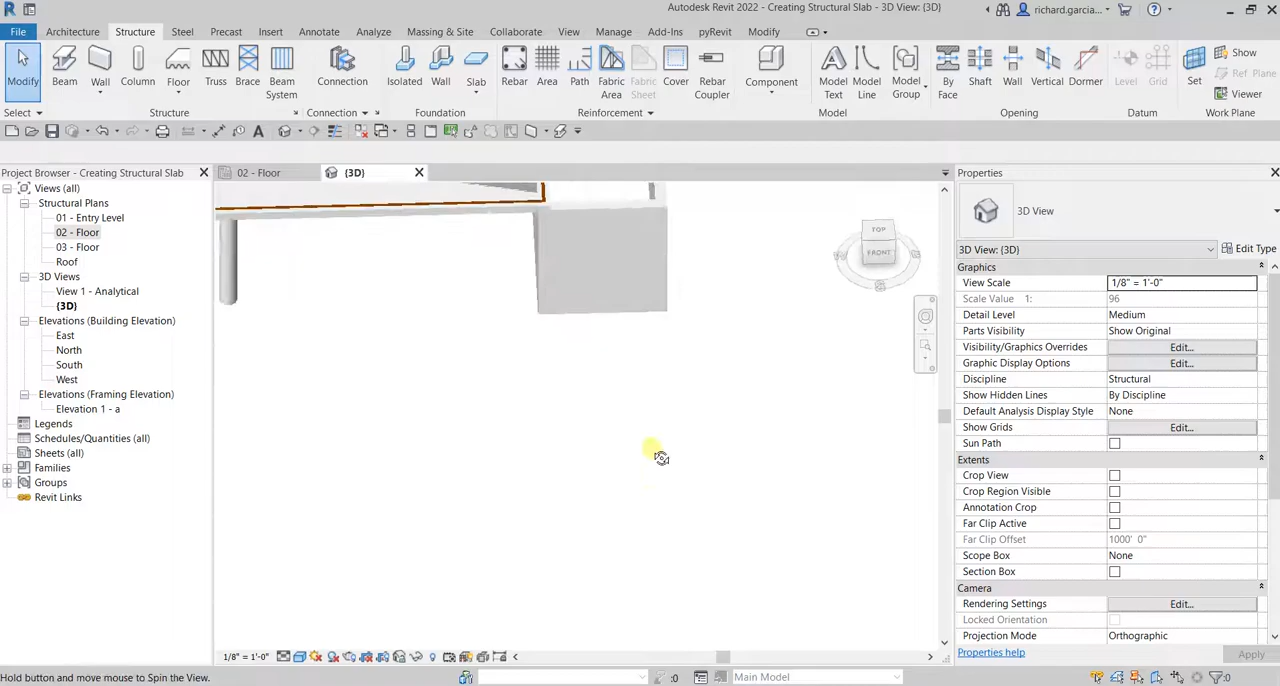 Autodesk Revit 2022 - Creating Structural Slab - 3D View: {3D}
richard.garcia...
File Architecture Structure Steel Precast Insert Annotate Analyze Massing & Site Collaborate View Manage Add-Ins pyRevit Modify
Modify Beam Wall Column Floor Truss Brace Beam System Connection Isolated Wall Slab Rebar Area Path Fabric Area Fabric Sheet Cover Rebar Coupler Component Model Text Model Line Model Group By Face Shaft Wall Vertical Dormer Level Grid Set Show Ref Plane Viewer
Select Structure Connection Foundation Reinforcement Model Opening Datum Work Plane
Project Browser - Creating Structural Slab
02 - Floor {3D}
Properties
Views (all)
Structural Plans
01 - Entry Level
02 - Floor
03 - Floor
Roof
3D Views
View 1 - Analytical
{3D}
Elevations (Building Elevation)
East
North
South
West
Elevations (Framing Elevation)
Elevation 1 - a
Legends
Schedules/Quantities (all)
Sheets (all)
Families
Groups
Revit Links
TOP
FRONT
3D View
3D View: {3D} Edit Type
Graphics
View Scale 1/8" = 1'-0"
Scale Value 1: 96
Detail Level Medium
Parts Visibility Show Original
Visibility/Graphics Overrides Edit...
Graphic Display Options Edit...
Discipline Structural
Show Hidden Lines By Discipline
Default Analysis Display Style None
Show Grids Edit...
Sun Path
Extents
Crop View
Crop Region Visible
Annotation Crop
Far Clip Active
Far Clip Offset 1000' 0"
Scope Box None
Section Box
Camera
Rendering Settings Edit...
Locked Orientation
Projection Mode Orthographic
Properties help Apply
1/8" = 1'-0"
Hold button and move mouse to Spin the View.
:0 Main Model :0